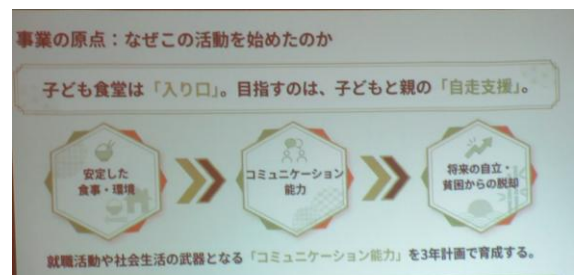 事業の原点：なぜこの活動を始めたのか
子ども食堂は「入り口」。目指すのは、子どもと親の「自走支援」。
安定した
食事・環境
コミュニケーション
能力
将来の自立・
貧困からの脱却
就職活動や社会生活の武器となる「コミュニケーション能力」を3年計画で育成する。